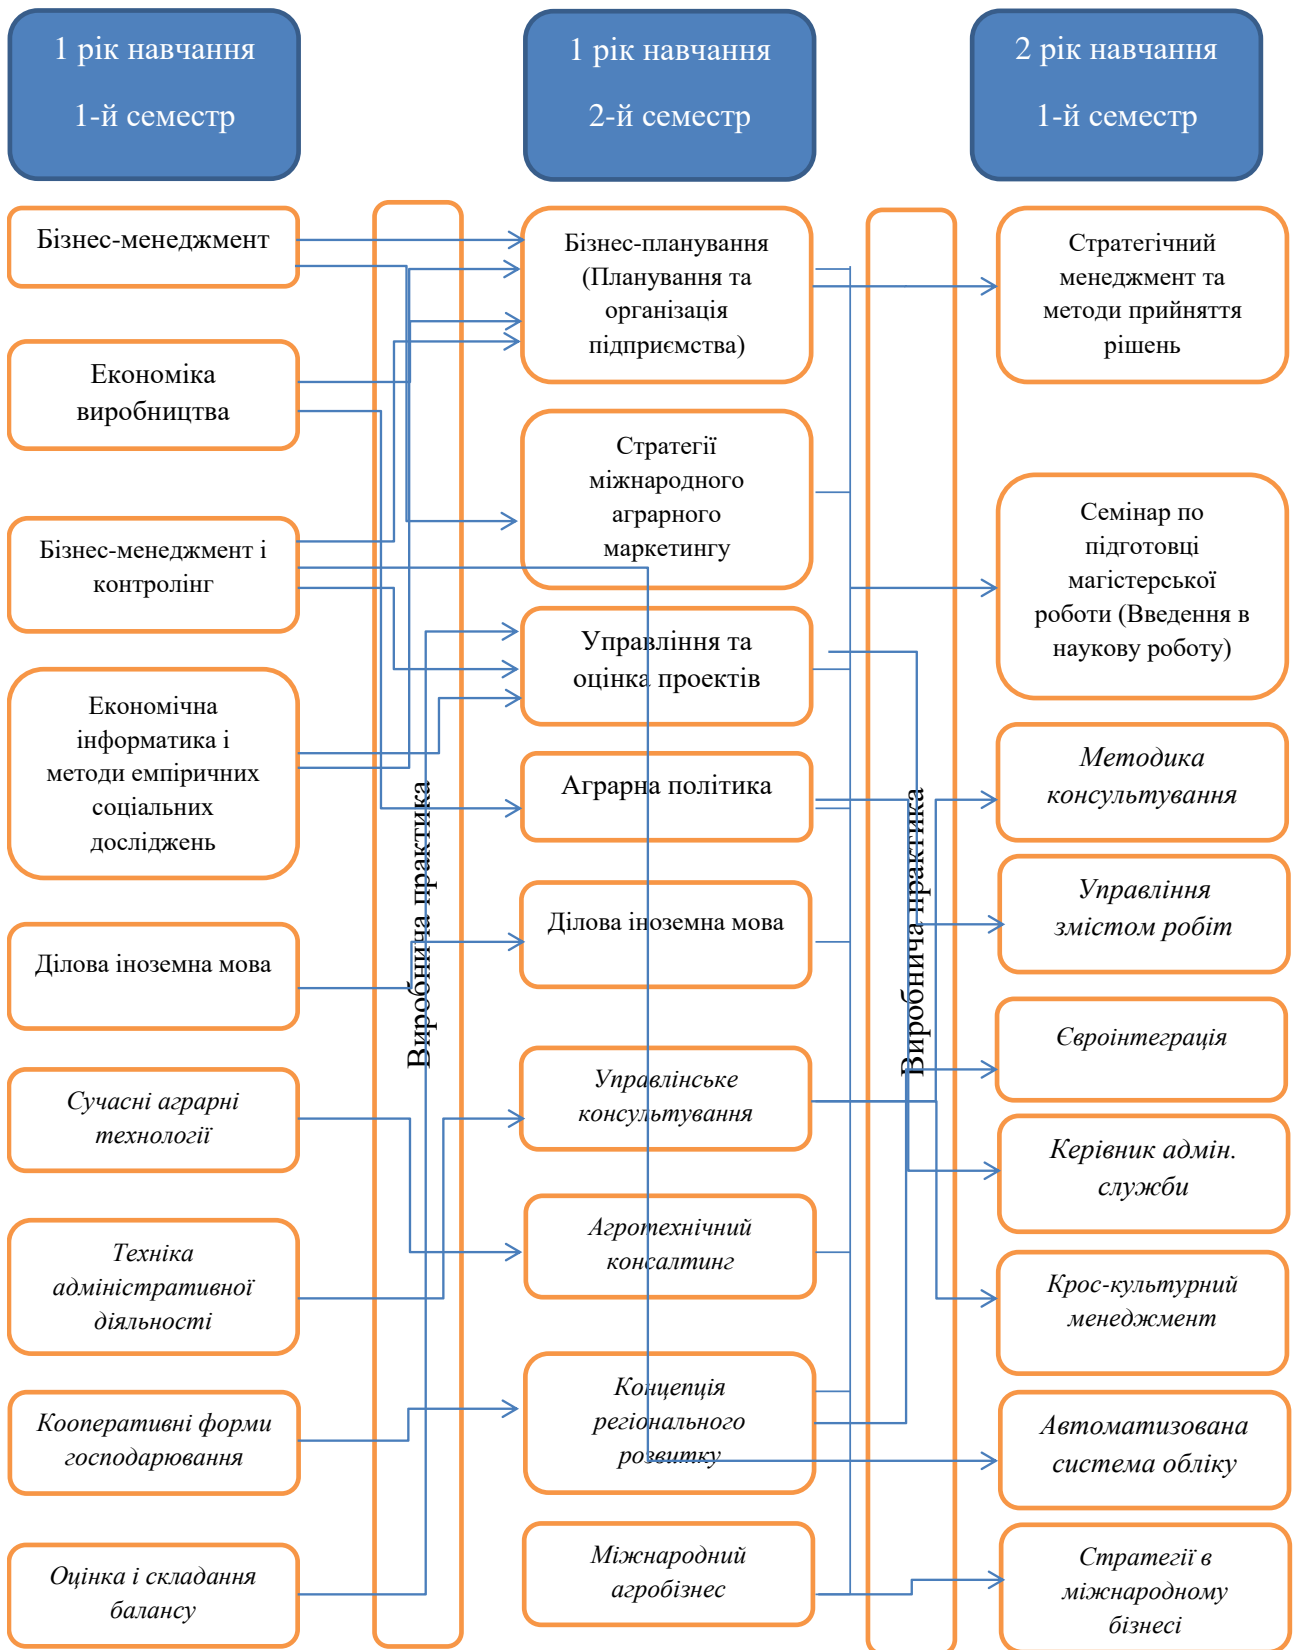 1 рік навчання
1-й семестр
1 рік навчання
2-й семестр
2 рік навчання
1-й семестр
Бізнес-менеджмент
Економіка
виробництва
Бізнес-менеджмент і
контролінг
Економічна
інформатика і
методи емпіричних
соціальних
досліджень
Ділова іноземна мова
Сучасні аграрні
технології
Техніка
адміністративної
діяльності
Кооперативні форми
господарювання
Оцінка і складання
балансу
Виробнича практика
Бізнес-планування
(Планування та
організація
підприємства)
Стратегії
міжнародного
аграрного
маркетингу
Управління та
оцінка проектів
Аграрна політика
Ділова іноземна мова
Управлінське
консультування
Агротехнічний
консалтинг
Концепція
регіонального
розвитку
Міжнародний
агробізнес
Виробнича практика
Стратегічний
менеджмент та
методи прийняття
рішень
Семінар по
підготовці
магістерської
роботи (Введення в
наукову роботу)
Методика
консультування
Управління
змістом робіт
Євроінтеграція
Керівник адмін.
служби
Крос-культурний
менеджмент
Автоматизована
система обліку
Стратегії в
міжнародному
бізнесі